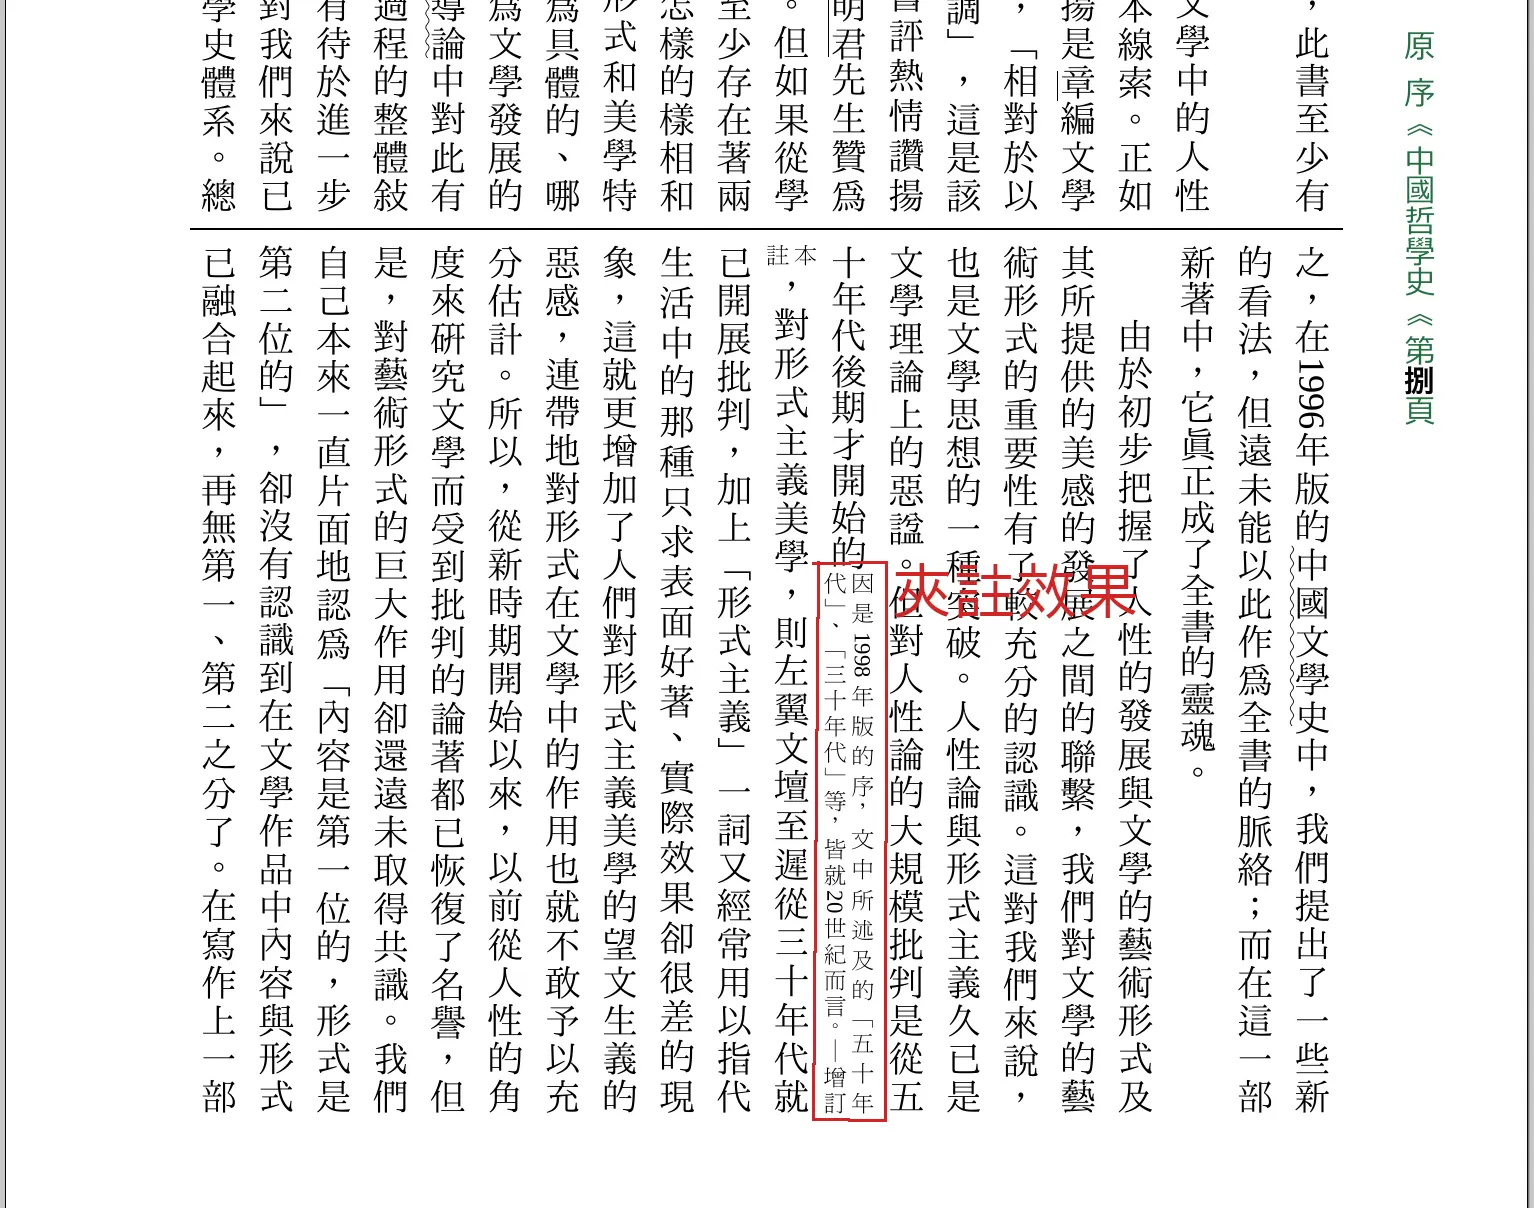 原 序《中國哲學史《第捌頁
，此書至少有
文學中的人性
本線索。正如
揚是章編文學
，「相對於以
調」，這是該
書評熱情讚揚
明君先生贊爲
。但如果從學
至少存在著兩
怎樣的樣相和
形式和美學特
爲具體的、哪
爲文學發展的
導論中對此有
過程的整體敍
有待於進一步
對我們來說已
學史體系。總
之，在1996年版的中國文學史中，我們提出了一些新
的看法，但遠未能以此作爲全書的脈絡；而在這一部
新著中，它眞正成了全書的靈魂。
由於初步把握了人性的發展與文學的藝術形式及
其所提供的美感的發展之間的聯繫，我們對文學的藝
術形式的重要性有了較充分的認識。這對我們來說，
也是文學思想的一種突破。人性論與形式主義久已是
文學理論上的惡諡。但對人性論的大規模批判是從五
夾註效果
十年代後期才開始的
因是1998年版的序，文中所述及的「五十年
代」、「三十年代」等，皆就20世紀而言。—增訂
本
註
，對形式主義美學，則左翼文壇至遲從三十年代就
已開展批判，加上「形式主義」一詞又經常用以指代
生活中的那種只求表面好著、實際效果卻很差的現
象，這就更增加了人們對形式主義美學的望文生義的
惡感，連帶地對形式在文學中的作用也就不敢予以充
分估計。所以，從新時期開始以來，以前從人性的角
度來硏究文學而受到批判的論著都已恢復了名譽，但
是，對藝術形式的巨大作用卻還遠未取得共識。我們
自己本來一直片面地認爲「內容是第一位的，形式是
第二位的」，卻沒有認識到在文學作品中內容與形式
已融合起來，再無第一、第二之分了。在寫作上一部